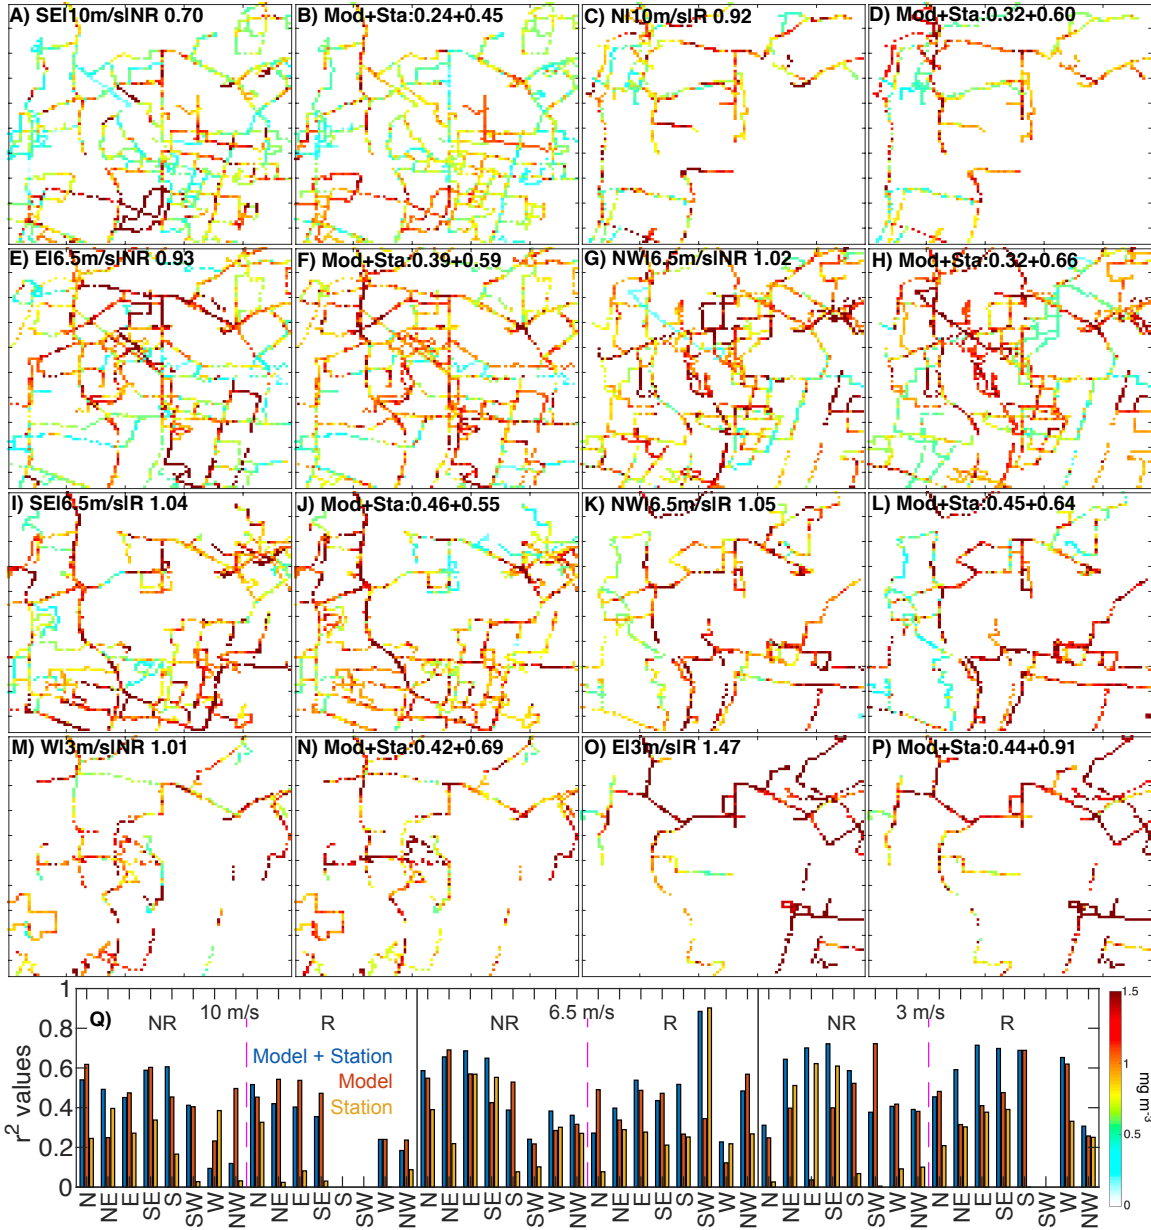 A) SE|10m/s|NR 0.70
B) Mod+Sta:0.24+0.45
C) N|10m/s|R 0.92
D) Mod+Sta:0.32+0.60
E) E|6.5m/s|NR 0.93
F) Mod+Sta:0.39+0.59
G) NW|6.5m/s|NR 1.02
H) Mod+Sta:0.32+0.66
I) SE|6.5m/s|R 1.04
J) Mod+Sta:0.46+0.55
K) NW|6.5m/s|R 1.05
L) Mod+Sta:0.45+0.64
M) W|3m/s|NR 1.01
N) Mod+Sta:0.42+0.69
O) E|3m/s|R 1.47
P) Mod+Sta:0.44+0.91
Q)
NR 10 m/s R NR 6.5 m/s R NR 3 m/s R
Model + Station
Model
Station
r² values
1
0.8
0.6
0.4
0.2
0
N NE E SE S SW W NW N NE E SE S SW W NW N NE E SE S SW W NW N NE E SE S SW W NW N NE E SE S SW W NW N NE E SE S SW W NW
1.5
1
0.5
0
mg m⁻³